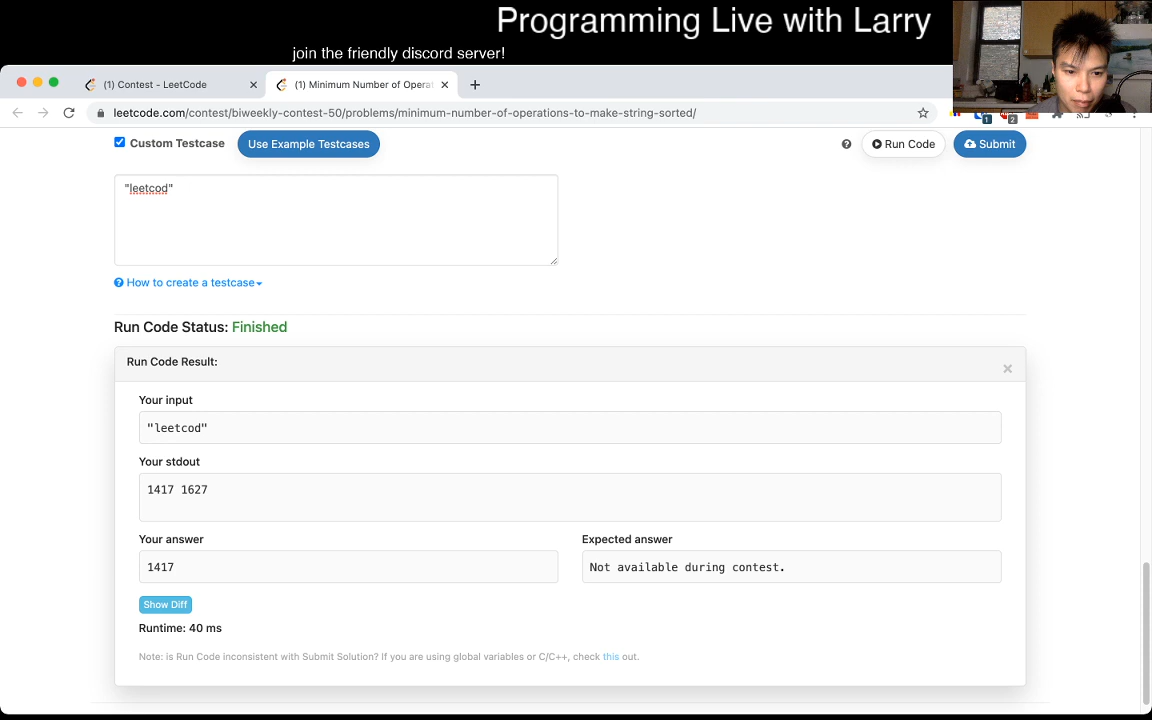 Programming Live with Larry
join the friendly discord server!
(1) Contest - LeetCode
(1) Minimum Number of Opera
leetcode.com/contest/biweekly-contest-50/problems/minimum-number-of-operations-to-make-string-sorted/
1
2
Custom Testcase
Use Example Testcases
Run Code
Submit
"leetcod"
How to create a testcase
Run Code Status: Finished
Run Code Result:
Your input
"leetcod"
Your stdout
1417 1627
Your answer
Expected answer
1417
Not available during contest.
Show Diff
Runtime: 40 ms
Note: is Run Code inconsistent with Submit Solution? If you are using global variables or C/C++, check this out.